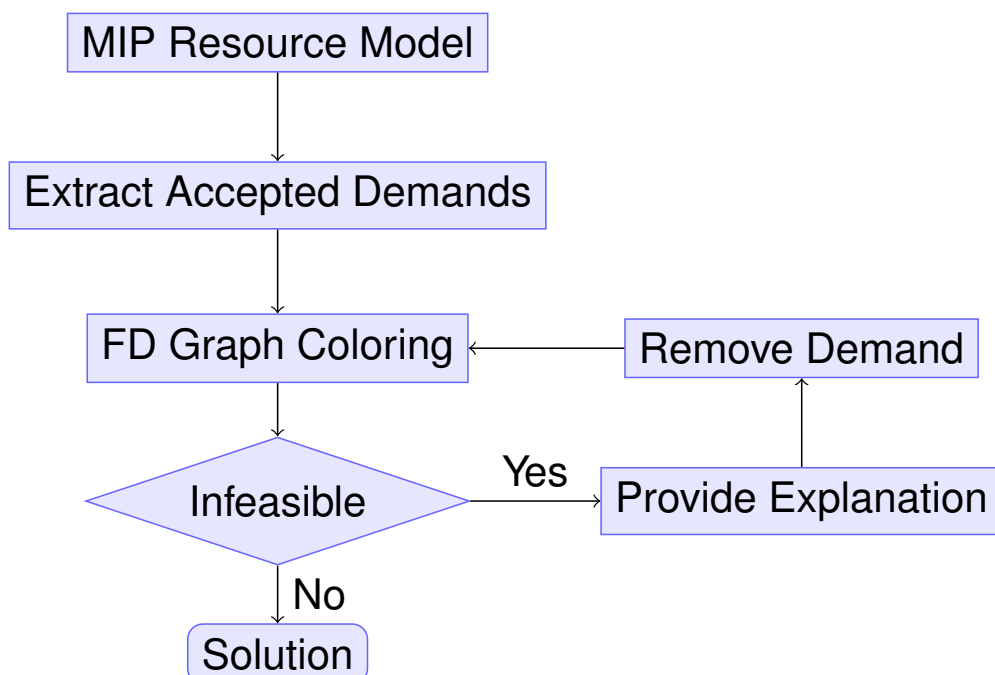 MIP Resource Model
Extract Accepted Demands
FD Graph Coloring
Remove Demand
Infeasible
Yes
Provide Explanation
No
Solution